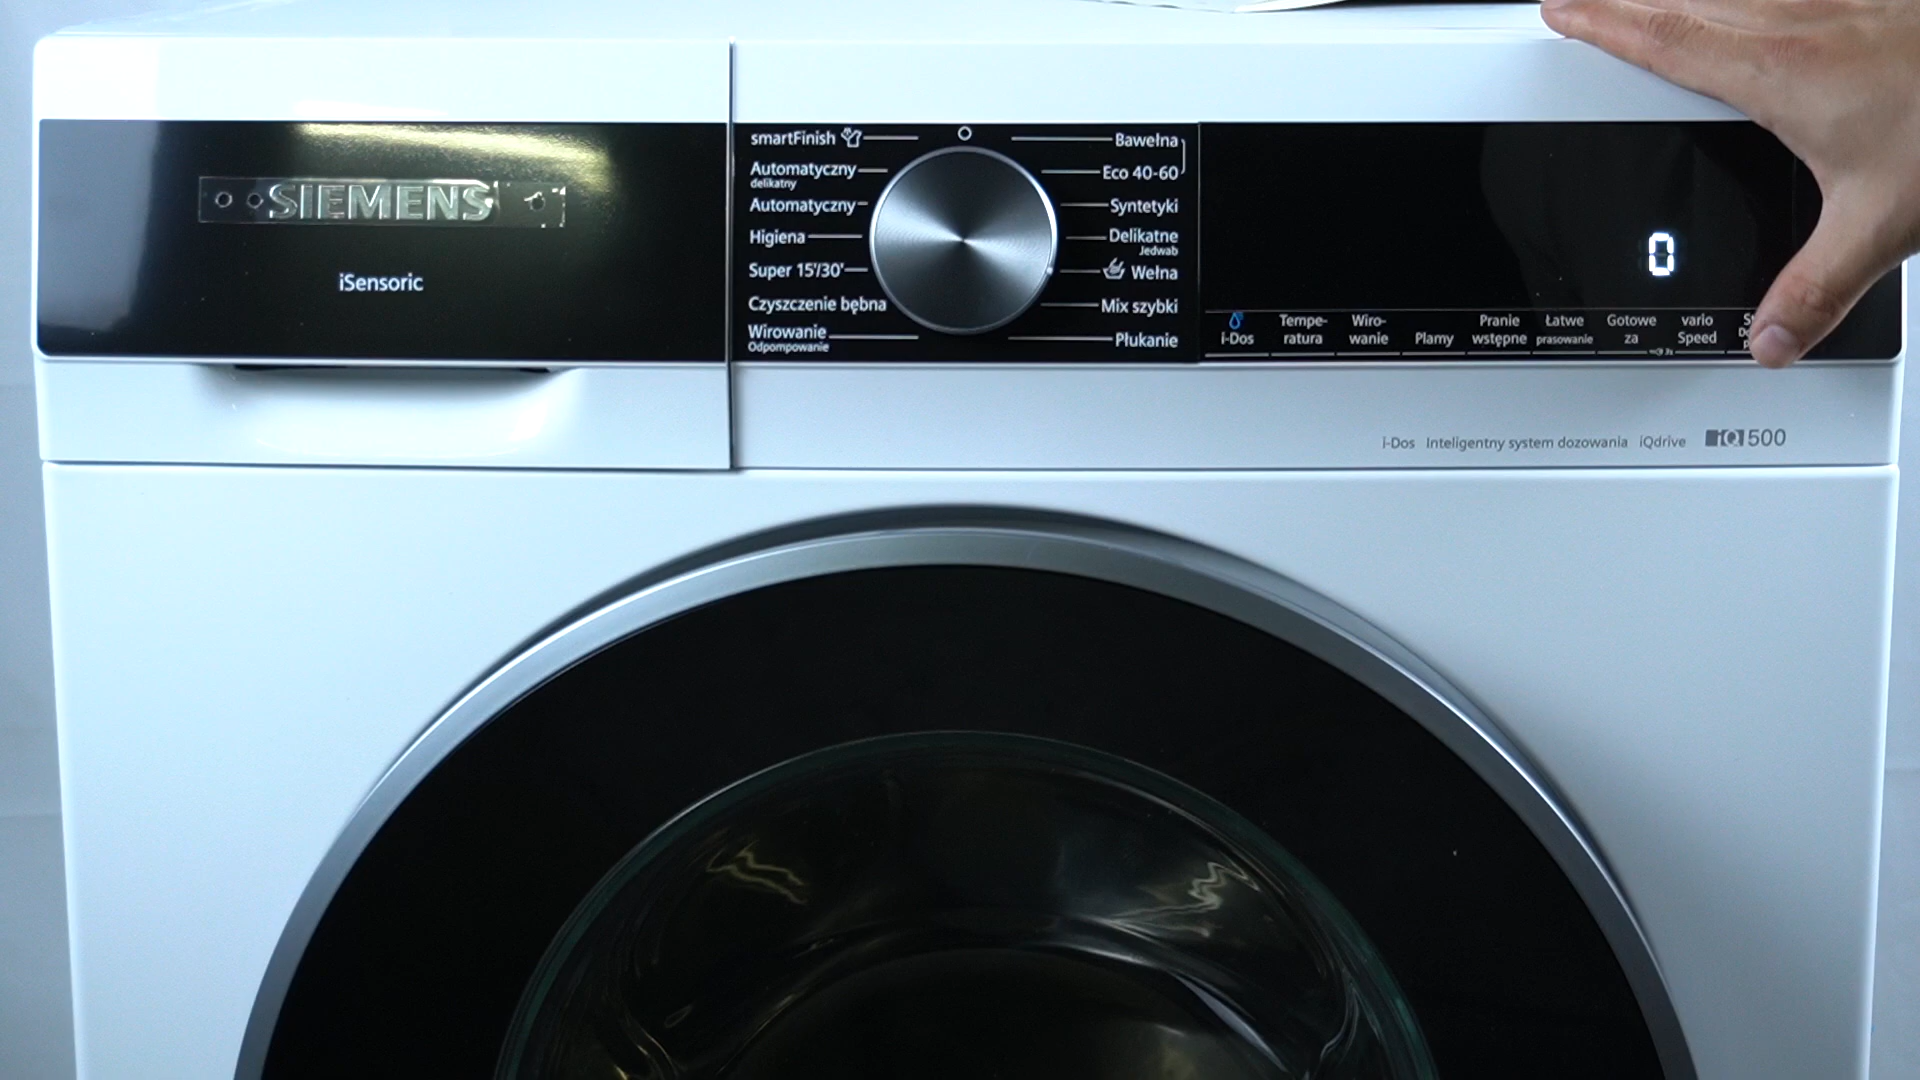 SIEMENS
iSensoric
smartFinish
Automatyczny
delikatny
Automatyczny
Higiena
Super 15'/30'
Czyszczenie bębna
Wirowanie
Odpompowanie
Bawełna
Eco 40-60
Syntetyki
Delikatne
Jedwab
Wełna
Mix szybki
Płukanie
0
i-Dos
Tempe-
ratura
Wiro-
wanie
Plamy
Pranie
wstępne
Łatwe
prasowanie
Gotowe
za
vario
Speed
i-Dos Inteligentny system dozowania iQdrive iQ500